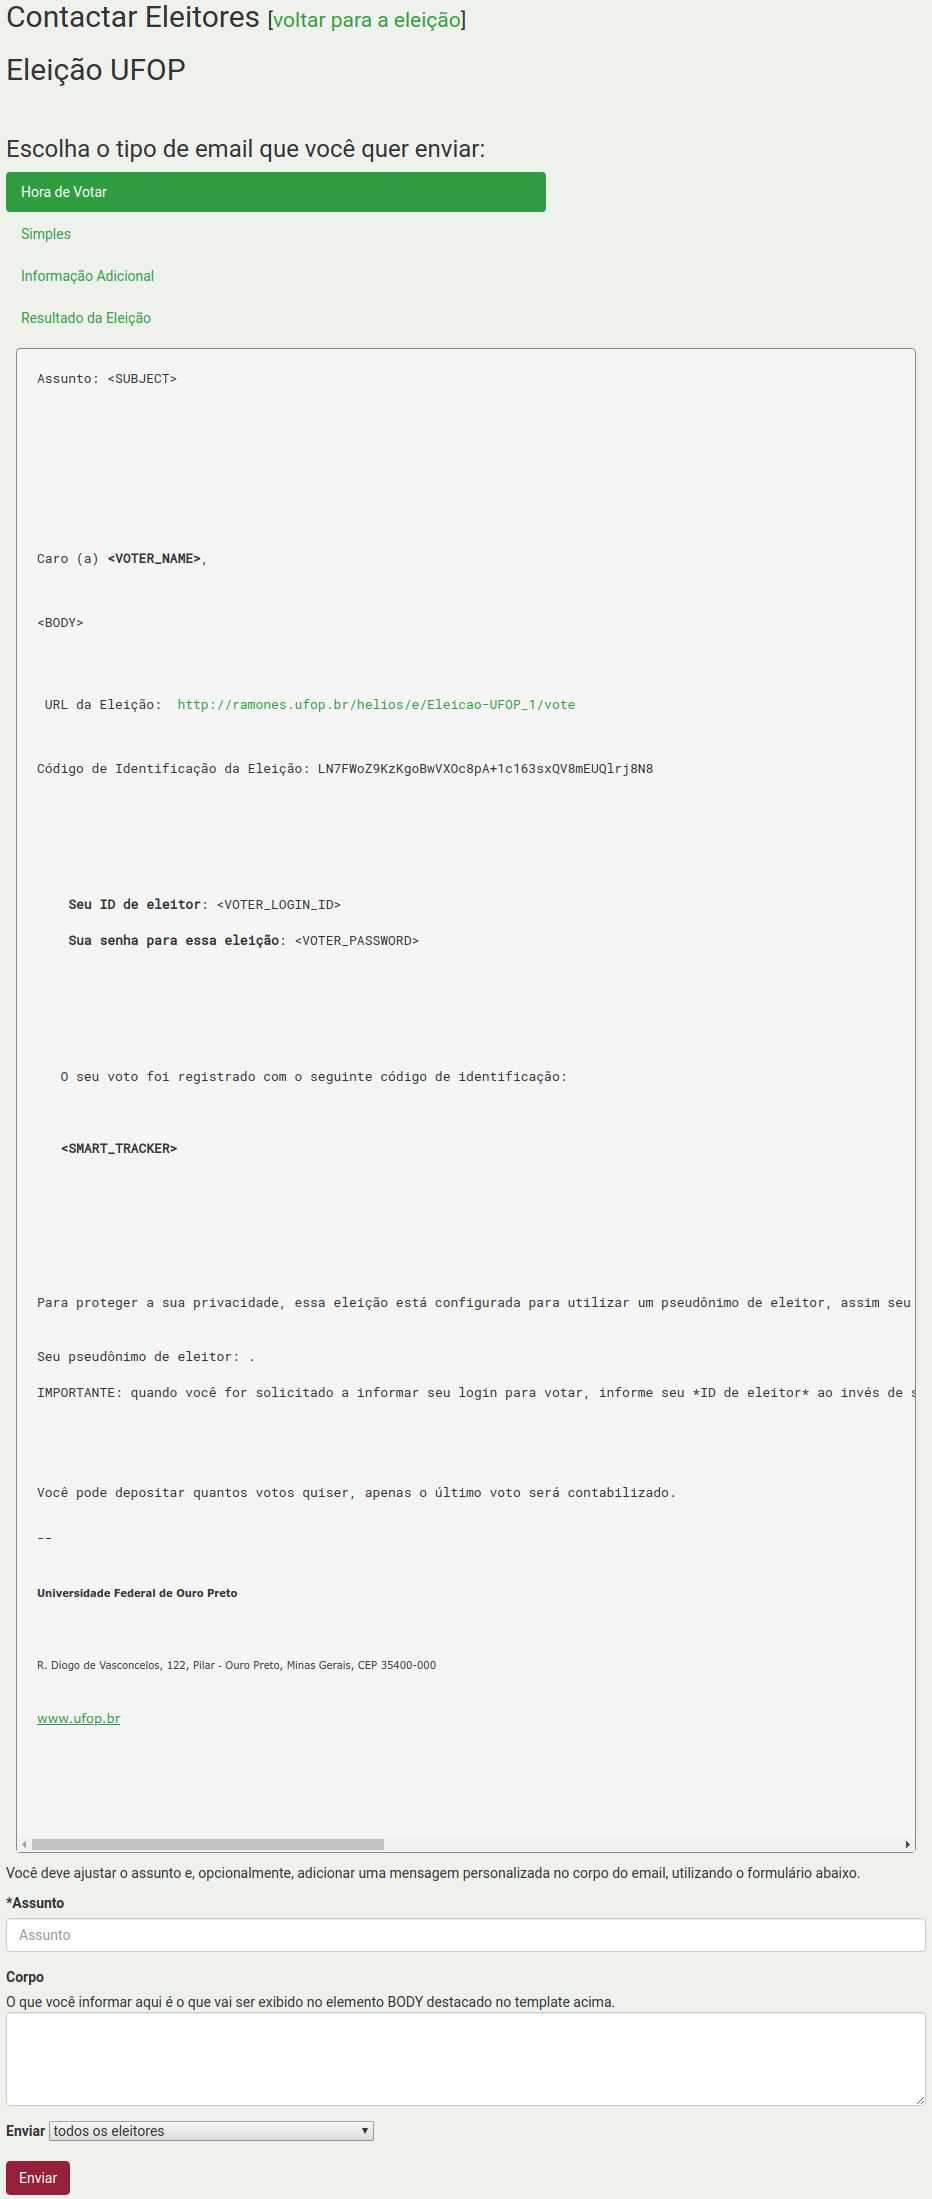 Contactar Eleitores [voltar para a eleição]
Eleição UFOP
Escolha o tipo de email que você quer enviar:
Hora de Votar
Simples
Informação Adicional
Resultado da Eleição
Assunto: <SUBJECT>
Caro (a) <VOTER_NAME>,
<BODY>
URL da Eleição:  http://ramones.ufop.br/helios/e/Eleicao-UFOP_1/vote
Código de Identificação da Eleição: LN7FWoZ9KzKgoBwVXOc8pA+1c163sxQV8mEUQlrj8N8
Seu ID de eleitor: <VOTER_LOGIN_ID>
Sua senha para essa eleição: <VOTER_PASSWORD>
O seu voto foi registrado com o seguinte código de identificação:
<SMART_TRACKER>
Para proteger a sua privacidade, essa eleição está configurada para utilizar um pseudônimo de eleitor, assim seu
Seu pseudônimo de eleitor: .
IMPORTANTE: quando você for solicitado a informar seu login para votar, informe seu *ID de eleitor* ao invés de
Você pode depositar quantos votos quiser, apenas o último voto será contabilizado.
--
Universidade Federal de Ouro Preto
R. Diogo de Vasconcelos, 122, Pilar - Ouro Preto, Minas Gerais, CEP 35400-000
www.ufop.br
Você deve ajustar o assunto e, opcionalmente, adicionar uma mensagem personalizada no corpo do email, utilizando o formulário abaixo.
*Assunto
Assunto
Corpo
O que você informar aqui é o que vai ser exibido no elemento BODY destacado no template acima.
Enviar todos os eleitores
Enviar